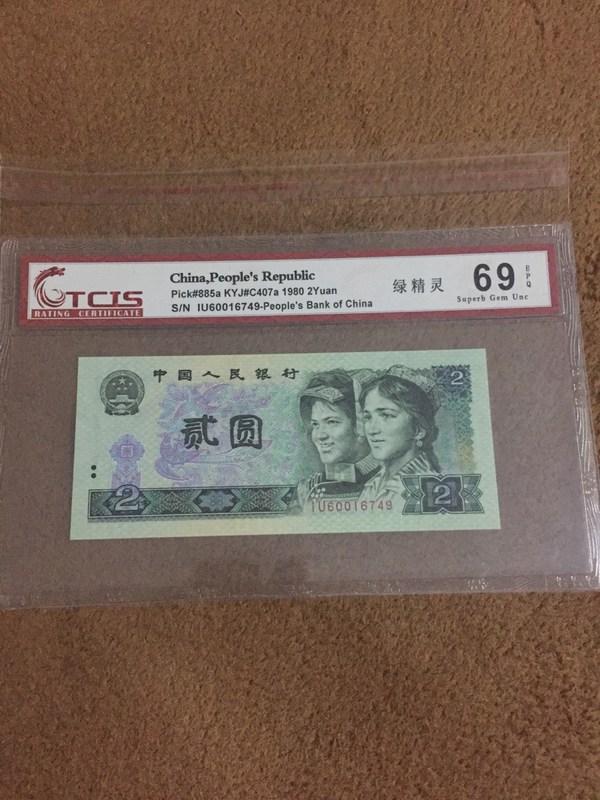 TCIS
RATING CERTIFICATE
China,People's Republic
Pick#885a KYJ#C407a 1980 2Yuan
S/N IU60016749-People's Bank of China
绿精灵
69 EPQ
Superb Gem Unc
中国人民银行
2
贰圆
2
IU60016749
2